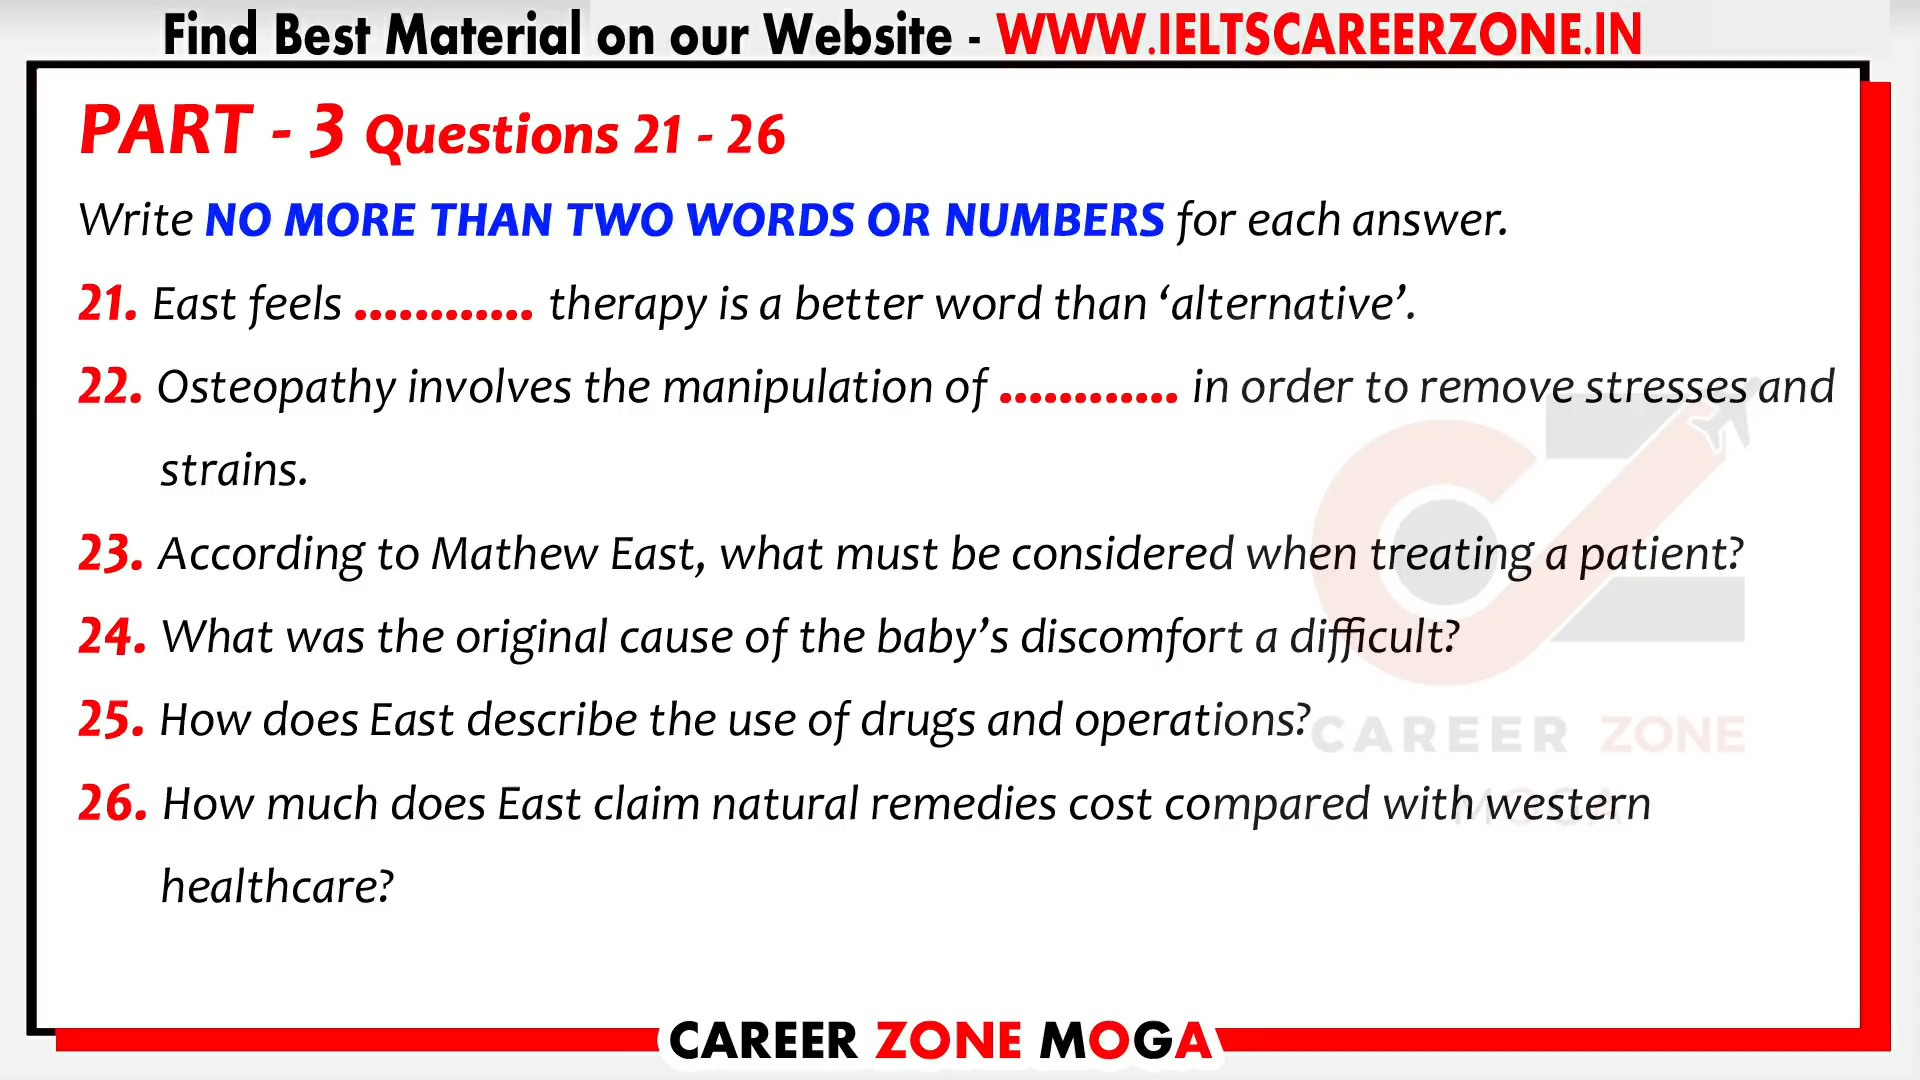 Find Best Material on our Website - WWW.IELTSCAREERZONE.IN
PART - 3 Questions 21 - 26
Write NO MORE THAN TWO WORDS OR NUMBERS for each answer.
21. East feels ............ therapy is a better word than ‘alternative’.
22. Osteopathy involves the manipulation of ............ in order to remove stresses and
strains.
23. According to Mathew East, what must be considered when treating a patient?
24. What was the original cause of the baby’s discomfort a difficult?
25. How does East describe the use of drugs and operations?
CAREER ZONE
26. How much does East claim natural remedies cost compared with western
MOGA
healthcare?
CAREER ZONE MOGA